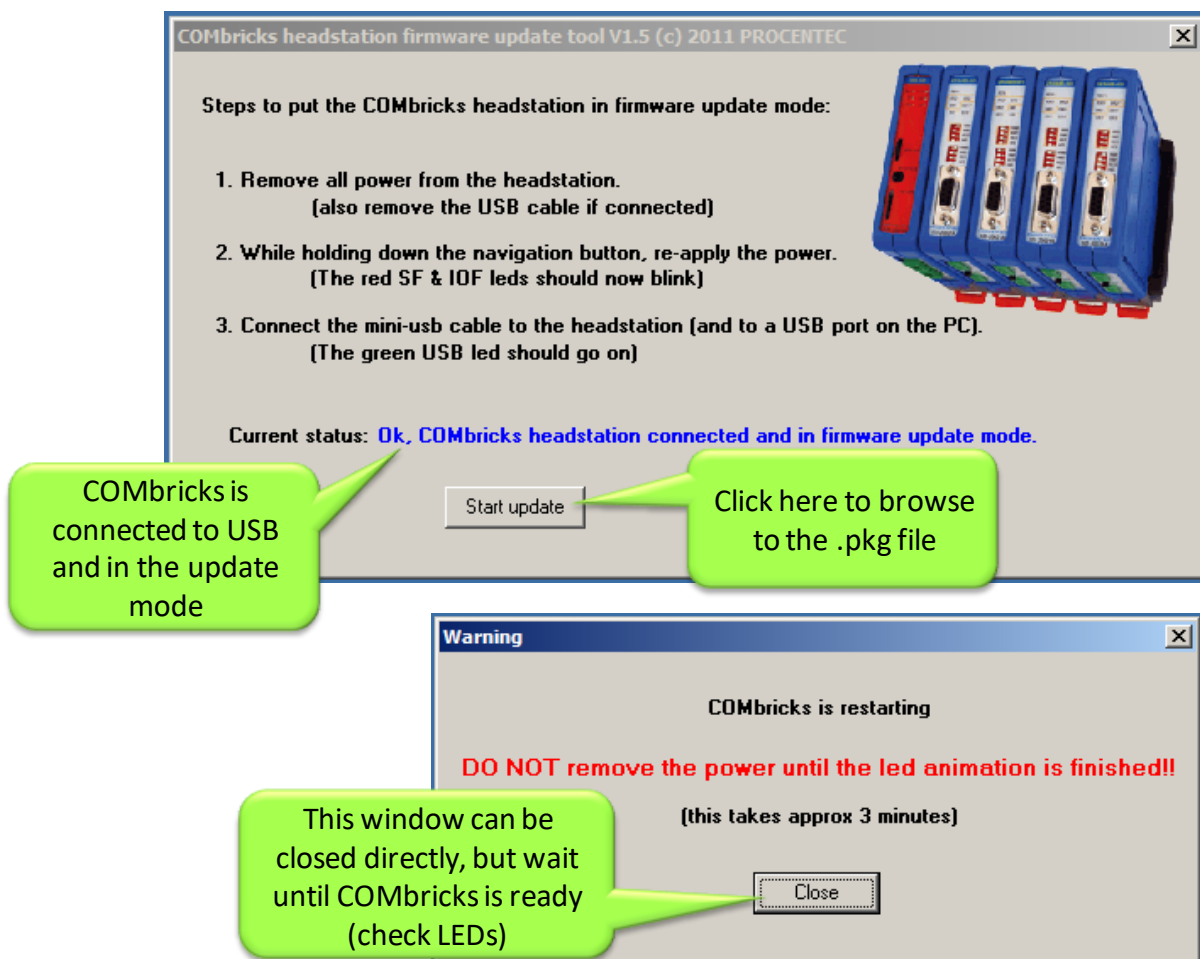 COMbricks headstation firmware update tool V1.5 (c) 2011 PROCENTEC
Steps to put the COMbricks headstation in firmware update mode:
1. Remove all power from the headstation.
(also remove the USB cable if connected)
2. While holding down the navigation button, re-apply the power.
(The red SF & IOF leds should now blink)
3. Connect the mini-usb cable to the headstation (and to a USB port on the PC).
(The green USB led should go on)
Current status: Ok, COMbricks headstation connected and in firmware update mode.
COMbricks is
connected to USB
and in the update
mode
Start update
Click here to browse
to the .pkg file
Warning
COMbricks is restarting
DO NOT remove the power until the led animation is finished!!
(this takes approx 3 minutes)
This window can be
closed directly, but wait
until COMbricks is ready
(check LEDs)
Close